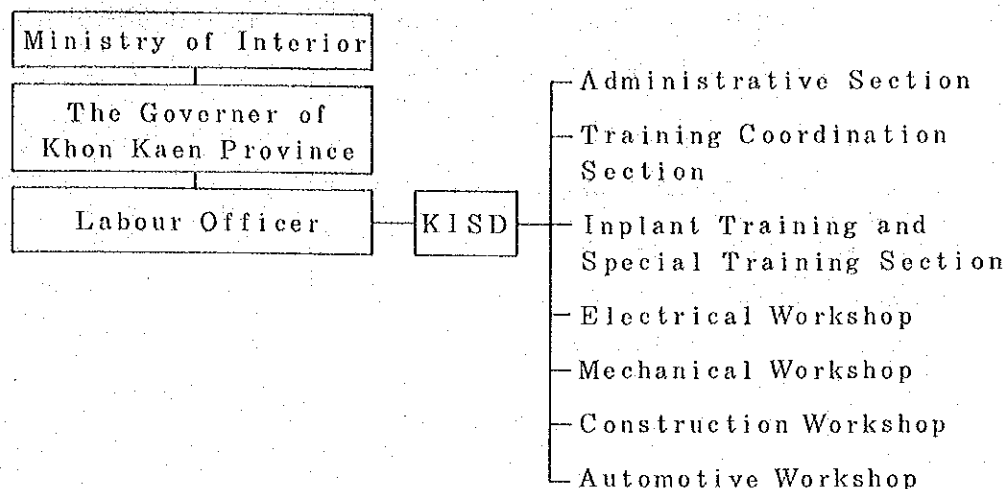 Ministry of Interior
The Governer of
Khon Kaen Province
Labour Officer
KISD
Administrative Section
Training Coordination
Section
Inplant Training and
Special Training Section
Electrical Workshop
Mechanical Workshop
Construction Workshop
Automotive Workshop